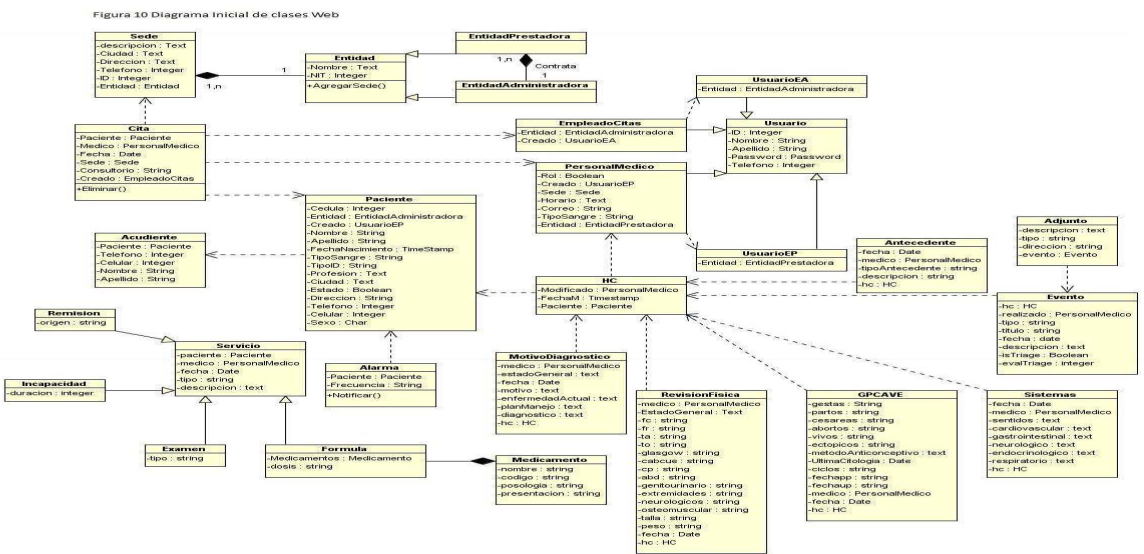 Figura 10 Diagrama Inicial de clases Web
Sede
-descripcion : Text
-Ciudad : Text
-Direccion : Text
-Telefono : Integer
-ID : Integer
-Entidad : Entidad
1
1,n
Entidad
-Nombre : Text
-NIT : Integer
+AgregarSede()
EntidadPrestadora
1,n
Contrata
1
EntidadAdministradora
UsuarioEA
-Entidad : EntidadAdministradora
Usuario
-ID : Integer
-Nombre : String
-Apellido : String
-Password : Password
-Telefono : Integer
EmpleadoCitas
-Entidad : EntidadAdministradora
-Creado : UsuarioEA
Cita
-Paciente : Paciente
-Medico : PersonalMedico
-Fecha : Date
-Sede : Sede
-Consultorio : String
-Creado : EmpleadoCitas
+Eliminar()
PersonalMedico
-Rol : Boolean
-Creado : UsuarioEP
-Sede : Sede
-Horario : Text
-Correo : String
-TipoSangre : String
-Entidad : EntidadPrestadora
Paciente
-Cedula : Integer
-Entidad : EntidadAdministradora
-Creado : UsuarioEP
-Nombre : String
-Apellido : String
-FechaNacimiento : TimeStamp
-TipoSangre : String
-TipoID : String
-Profesion : Text
-Ciudad : Text
-Estado : Boolean
-Direccion : String
-Telefono : Integer
-Celular : Integer
-Sexo : Char
Acudiente
-Paciente : Paciente
-Telefono : Integer
-Celular : Integer
-Nombre : String
-Apellido : String
UsuarioEP
-Entidad : EntidadPrestadora
Antecedente
-fecha : Date
-medico : PersonalMedico
-tipoAntecedente : string
-descripcion : string
-hc : HC
Adjunto
-descripcion : text
-tipo : string
-direccion : string
-evento : Evento
HC
-Modificado : PersonalMedico
-FechaM : Timestamp
-Paciente : Paciente
Evento
-hc : HC
-realizado : PersonalMedico
-tipo : string
-titulo : string
-fecha : date
-descripcion : text
-isTriage : Boolean
-evalTriage : integer
Remision
-origen : string
Servicio
-paciente : Paciente
-medico : PersonalMedico
-fecha : Date
-tipo : string
-descripcion : text
Incapacidad
-duracion : integer
Alarma
-Paciente : Paciente
-Frecuencia : String
+Notificar()
MotivoDiagnostico
-medico : PersonalMedico
-estadoGeneral : text
-fecha : Date
-motivo : text
-enfermedadActual : text
-planManejo : text
-diagnostico : text
-hc : HC
RevisionFisica
-medico : PersonalMedico
-EstadoGeneral : Text
-fc : string
-fr : string
-ta : string
-to : string
-glasgow : string
-cabcue : string
-cp : string
-abd : string
-genitourinario : string
-extremidades : string
-neurologicos : string
-osteomuscular : string
-talla : string
-peso : string
-fecha : Date
-hc : HC
GPCAVE
-gestas : String
-partos : string
-cesareas : string
-abortos : string
-vivos : string
-ectopicos : string
-metodoAnticonceptivo : text
-UltimaCitologia : Date
-ciclos : string
-fechapp : string
-fechaup : string
-medico : PersonalMedico
-fecha : Date
-hc : HC
Sistemas
-fecha : Date
-medico : PersonalMedico
-sentidos : text
-cardiovascular : text
-gastrointestinal : text
-neurologico : text
-endocrinologico : text
-respiratorio : text
-hc : HC
Examen
-tipo : string
Formula
-Medicamentos : Medicamento
-dosis : string
Medicamento
-nombre : string
-codigo : string
-posologia : string
-presentacion : string